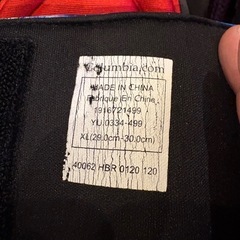 Columbia.com
MADE IN CHINA
Fabrique En Chine
1916721499
YU.0334-499
XL(29.0cm-30.0cm)
40062 HBR 0120 120